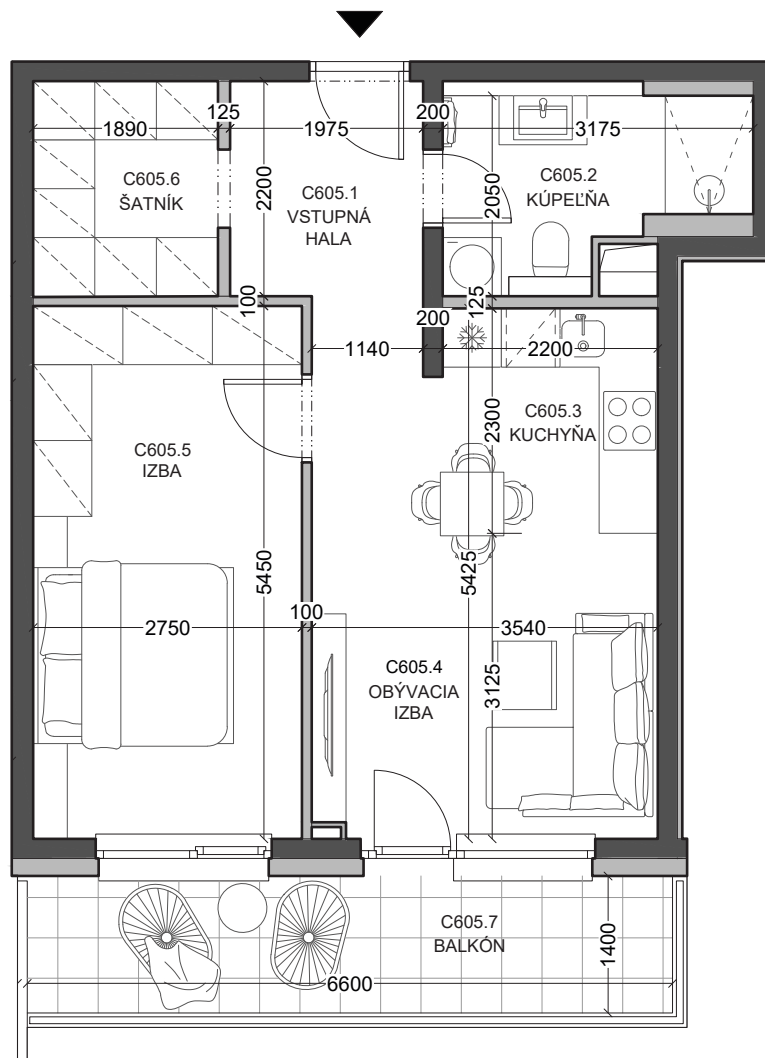 1890
125
1975
200
3175
C605.6
ŠATNÍK
2200
C605.1
VSTUPNÁ
HALA
C605.2
KÚPEĽŇA
2050
100
125
200
1140
2200
2300
C605.3
KUCHYŇA
C605.5
IZBA
5450
5425
2750
100
3540
C605.4
OBÝVACIA
IZBA
3125
C605.7
BALKÓN
1400
6600